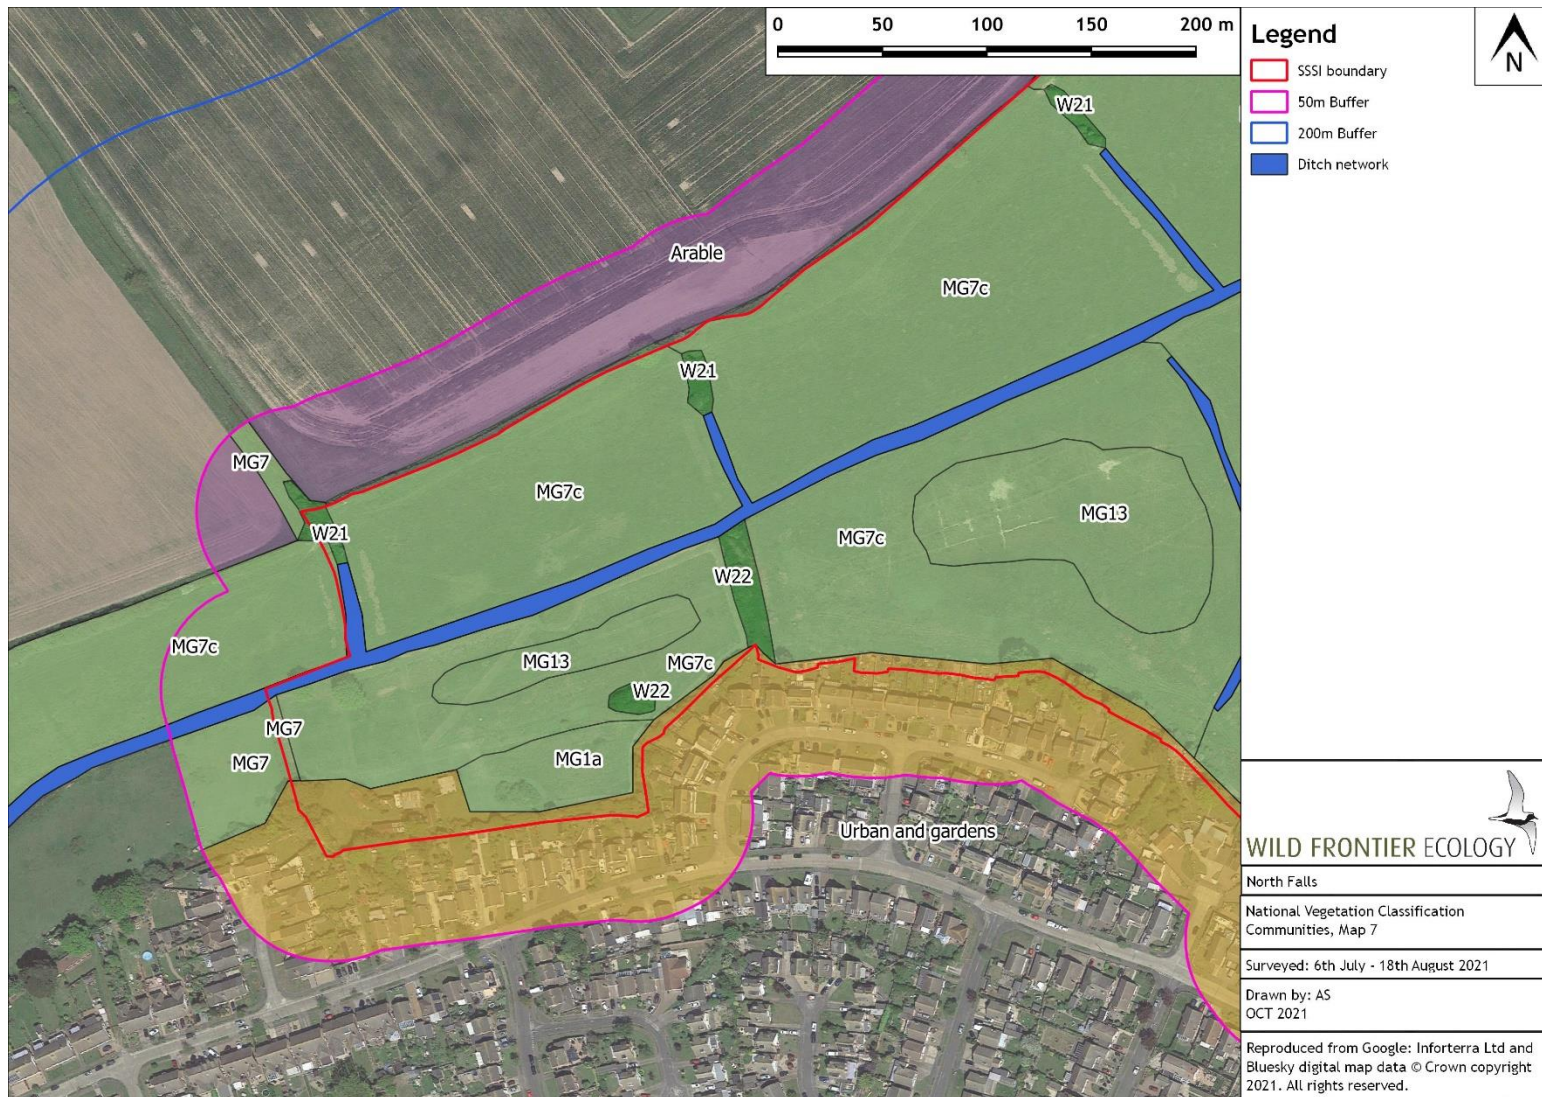 0 50 100 150 200 m
Legend
N
SSSI boundary
50m Buffer
200m Buffer
Ditch network
W21
Arable
MG7c
W21
MG7
MG7c
MG13
W21
MG7c
W22
MG7c
MG13
MG7c
W22
MG7
MG7
MG1a
Urban and gardens
WILD FRONTIER ECOLOGY
North Falls
National Vegetation Classification
Communities, Map 7
Surveyed: 6th July - 18th August 2021
Drawn by: AS
OCT 2021
Reproduced from Google: Inforterra Ltd and
Bluesky digital map data © Crown copyright
2021. All rights reserved.